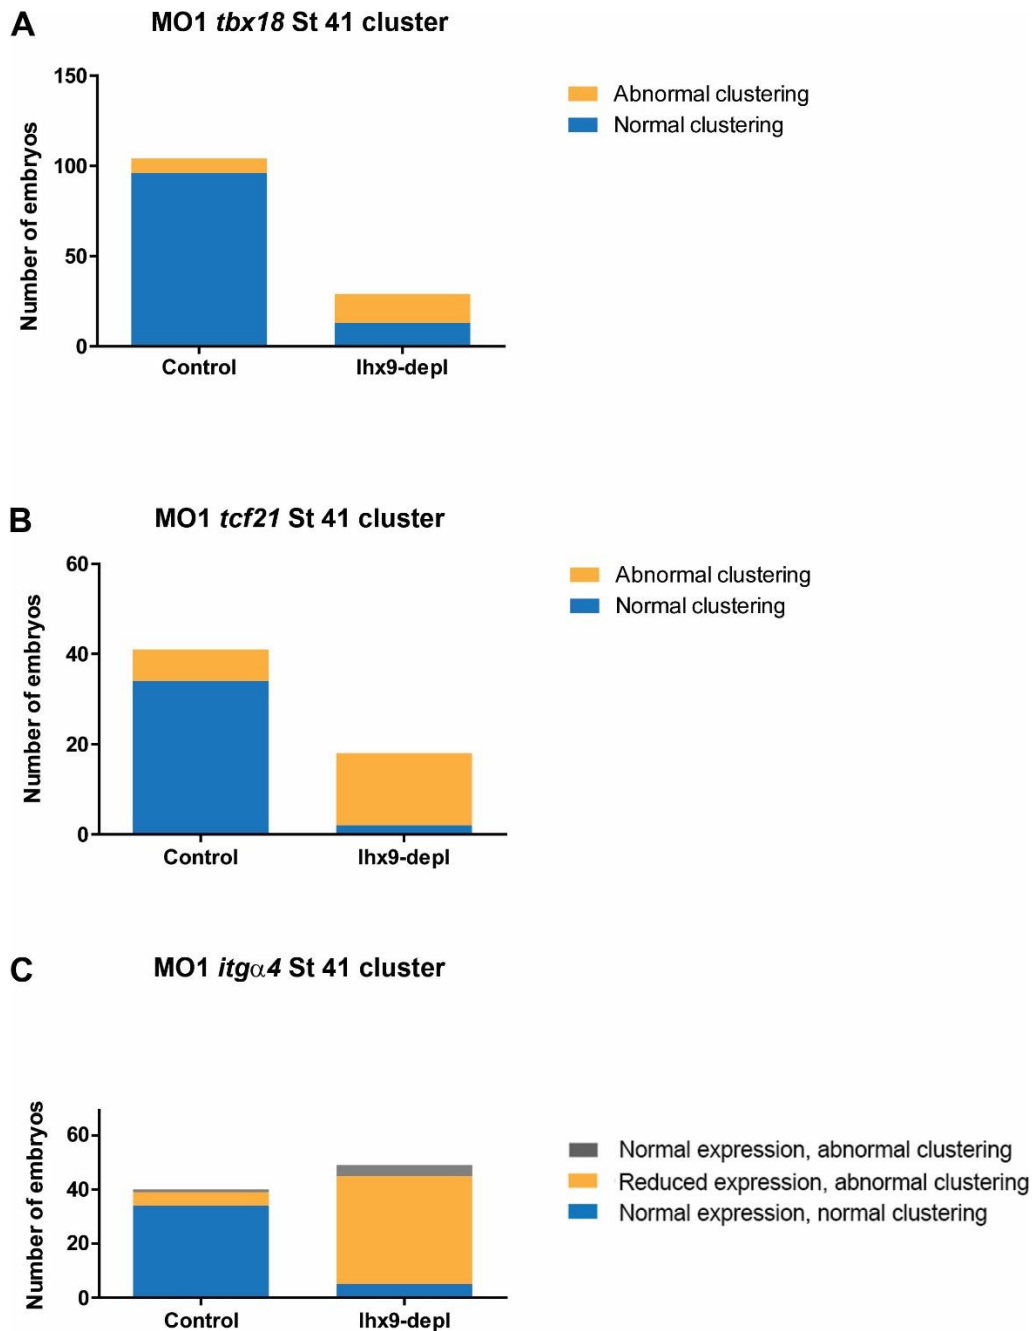 A
MO1 tbx18 St 41 cluster
150
100
50
0
Number of embryos
Control
lhx9-depl
Abnormal clustering
Normal clustering
B
MO1 tcf21 St 41 cluster
60
40
20
0
Number of embryos
Control
lhx9-depl
Abnormal clustering
Normal clustering
C
MO1 itgα4 St 41 cluster
60
40
20
0
Number of embryos
Control
lhx9-depl
Normal expression, abnormal clustering
Reduced expression, abnormal clustering
Normal expression, normal clustering